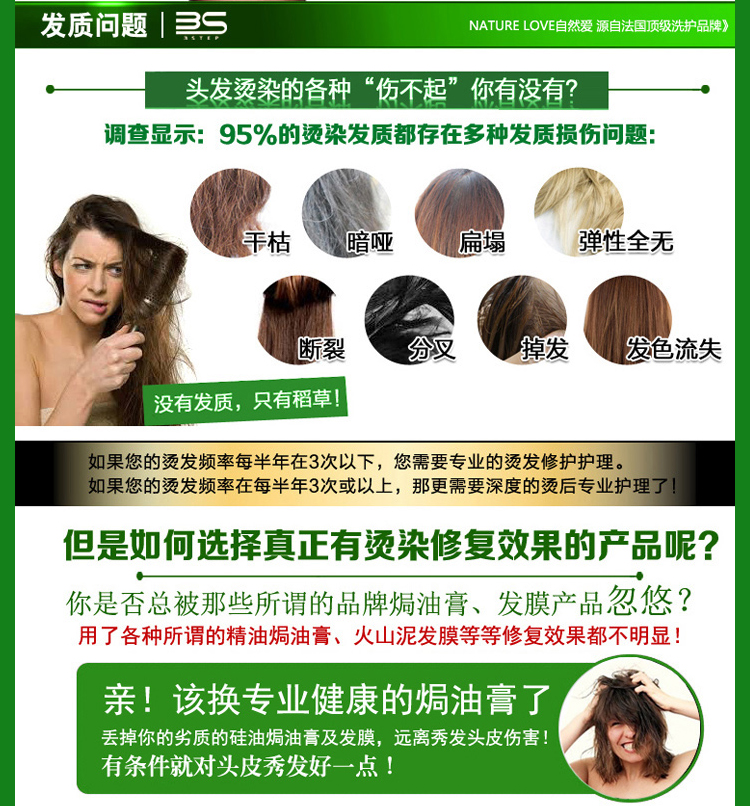 发质问题 | 3S
3STEP
NATURE LOVE自然爱 源自法国顶级洗护品牌》
头发烫染的各种“伤不起”你有没有?
调查显示:95%的烫染发质都存在多种发质损伤问题:
干枯
暗哑
扁塌
弹性全无
断裂
分叉
掉发
发色流失
没有发质,只有稻草!
如果您的烫发频率每半年在3次以下,您需要专业的烫发修护护理。
如果您的烫发频率在每半年3次或以上,那更需要深度的烫后专业护理了!
但是如何选择真正有烫染修复效果的产品呢?
你是否总被那些所谓的品牌焗油膏、发膜产品忽悠?
用了各种所谓的精油焗油膏、火山泥发膜等等修复效果都不明显!
亲!该换专业健康的焗油膏了
丢掉你的劣质的硅油焗油膏及发膜,远离秀发头皮伤害!
有条件就对头皮秀发好一点!